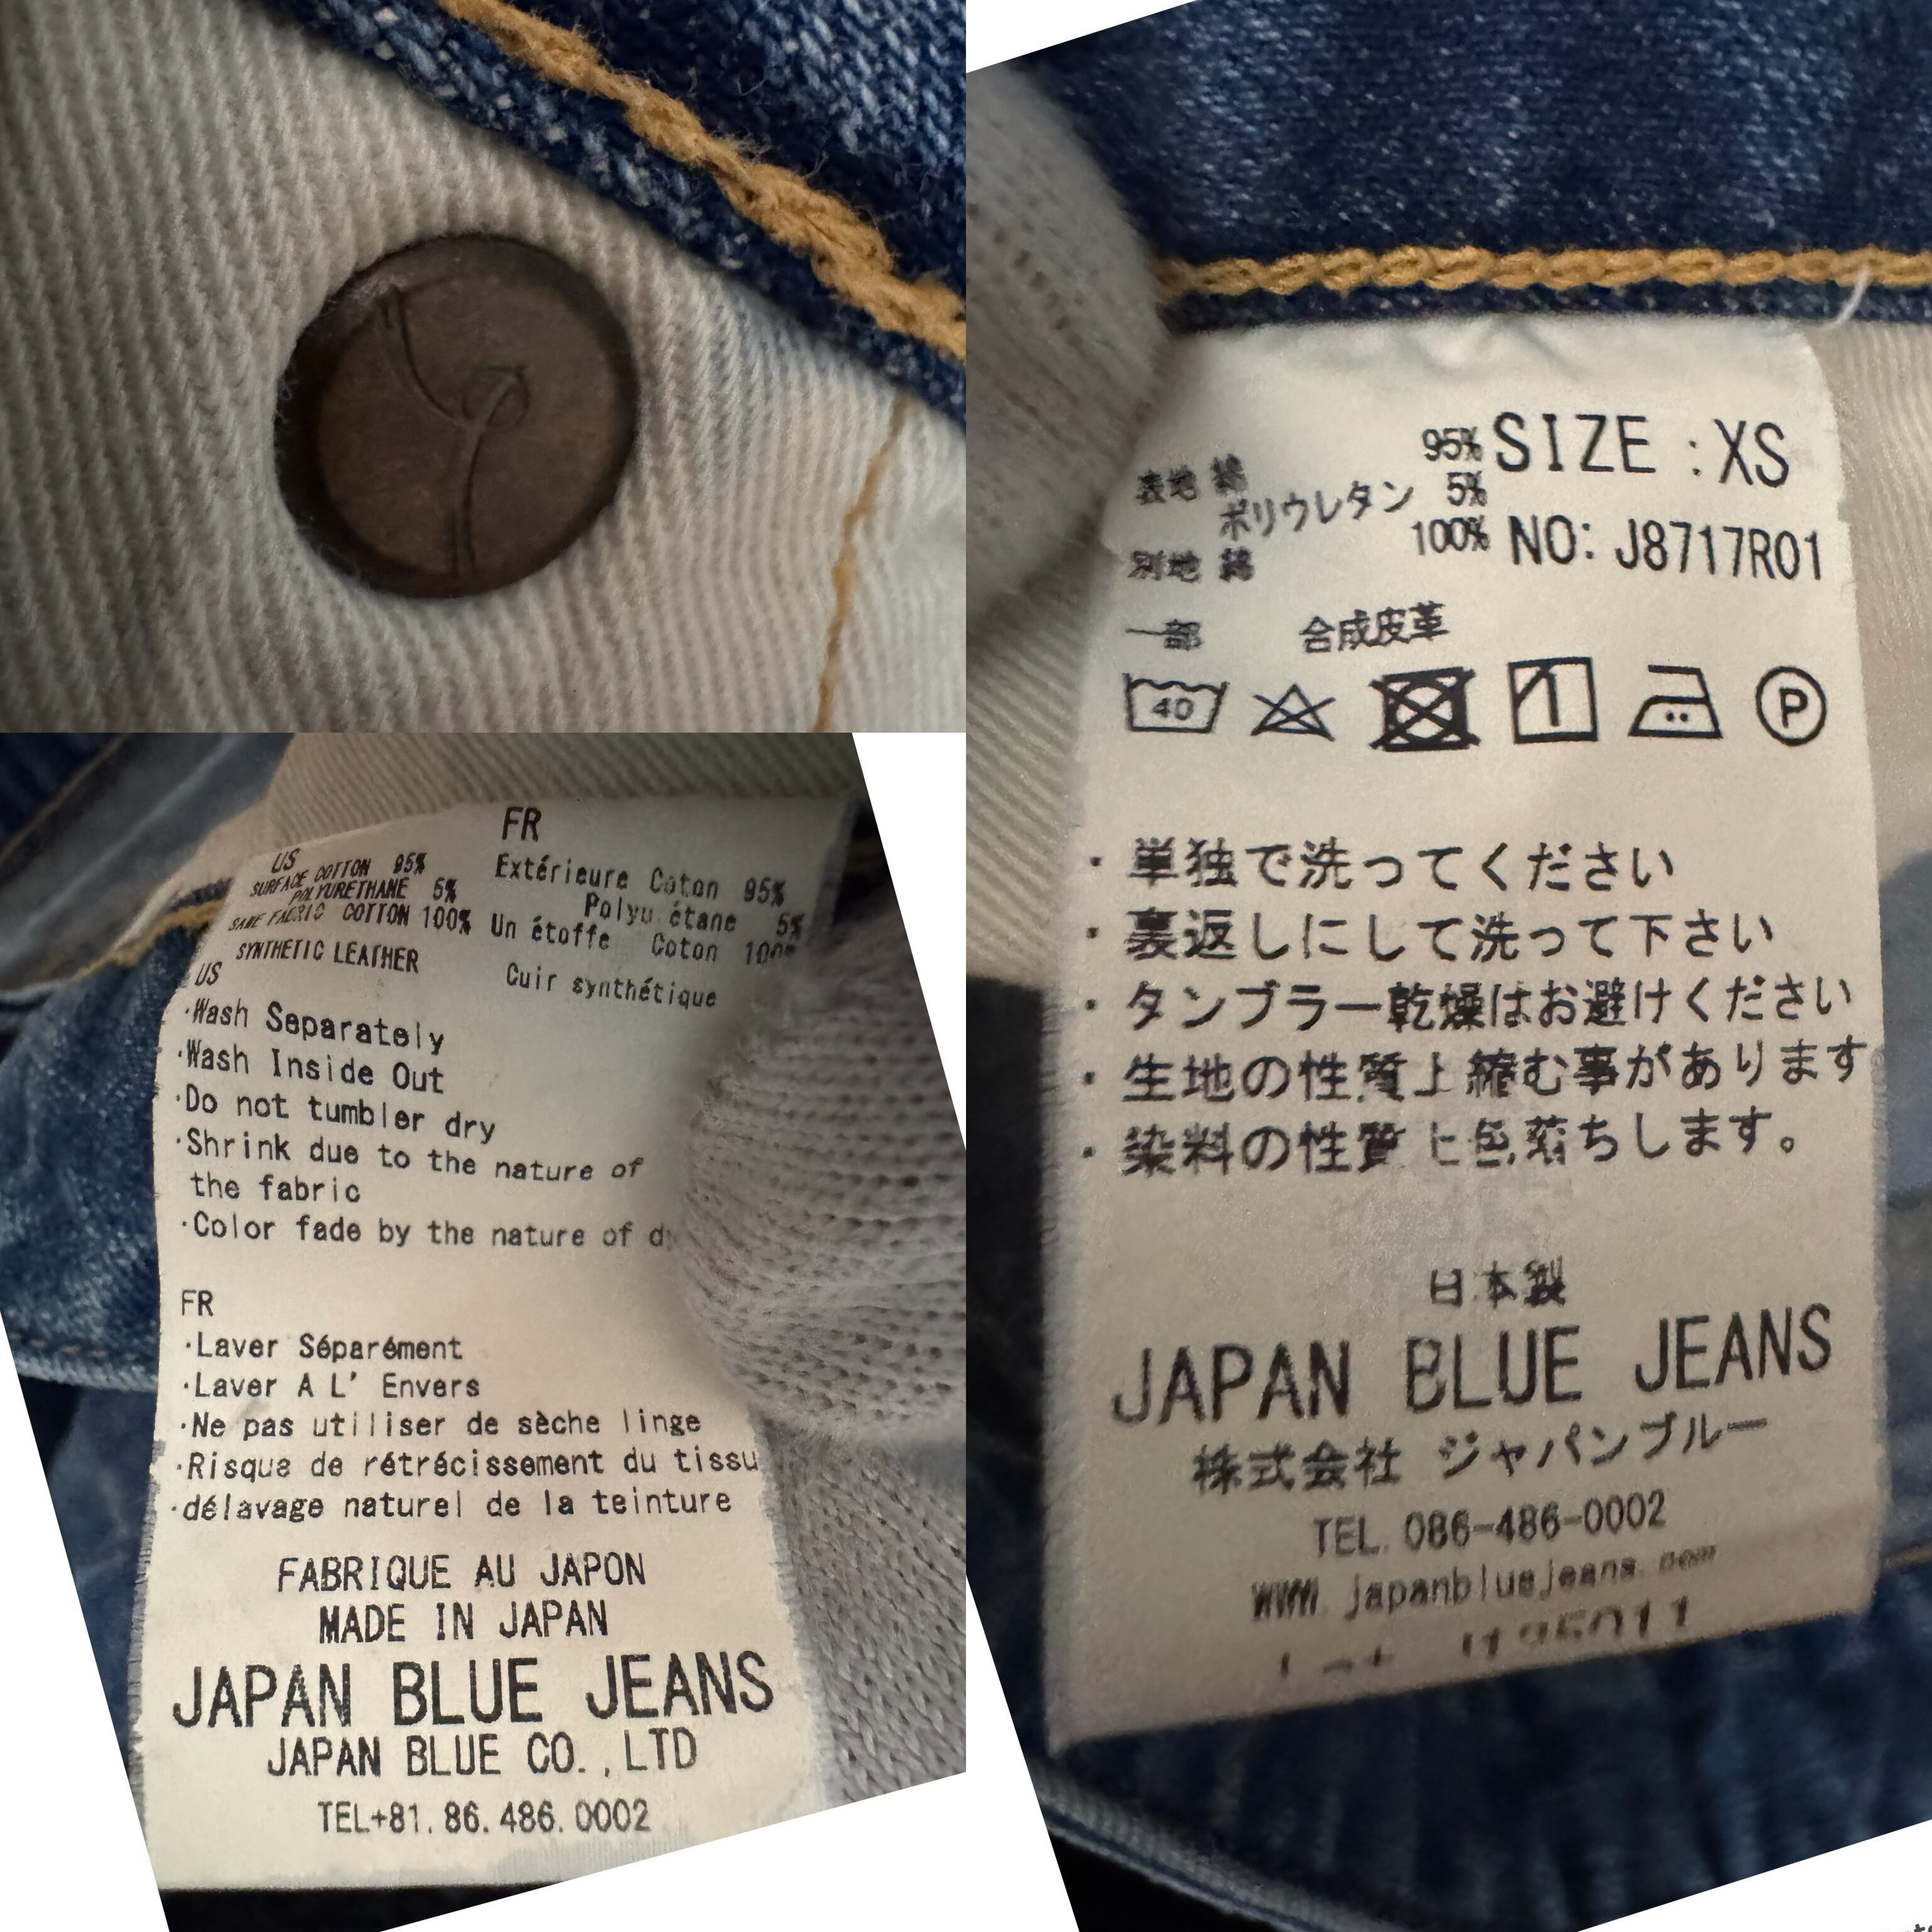 US
SURFACE COTTON 95%
POLYURETHANE 5%
SAME FABRIC COTTON 100%
SYNTHETIC LEATHER
FR
Extérieure Coton 95%
Polyu étane 5%
Un étoffe Coton 100%
Cuir synthétique
US
·Wash Separately
·Wash Inside Out
·Do not tumbler dry
·Shrink due to the nature of
the fabric
·Color fade by the nature of
FR
·Laver Séparément
·Laver A L' Envers
·Ne pas utiliser de sèche linge
·Risque de rétrécissement du tissu
·délavage naturel de la teinture
FABRIQUE AU JAPON
MADE IN JAPAN
JAPAN BLUE JEANS
JAPAN BLUE CO.,LTD
TEL+81.86.486.0002
表地 綿 95%
ポリウレタン 5%
別地 綿 100%
一部 合成皮革
SIZE :XS
NO: J8717R01
40
1
P
・単独で洗ってください
・裏返しにして洗って下さい
・タンブラー乾燥はお避けください
・生地の性質上縮む事があります
・染料の性質上色落ちします。
日本製
JAPAN BLUE JEANS
株式会社 ジャパンブルー
TEL. 086-486-0002
WWW.japanbluejeans.com